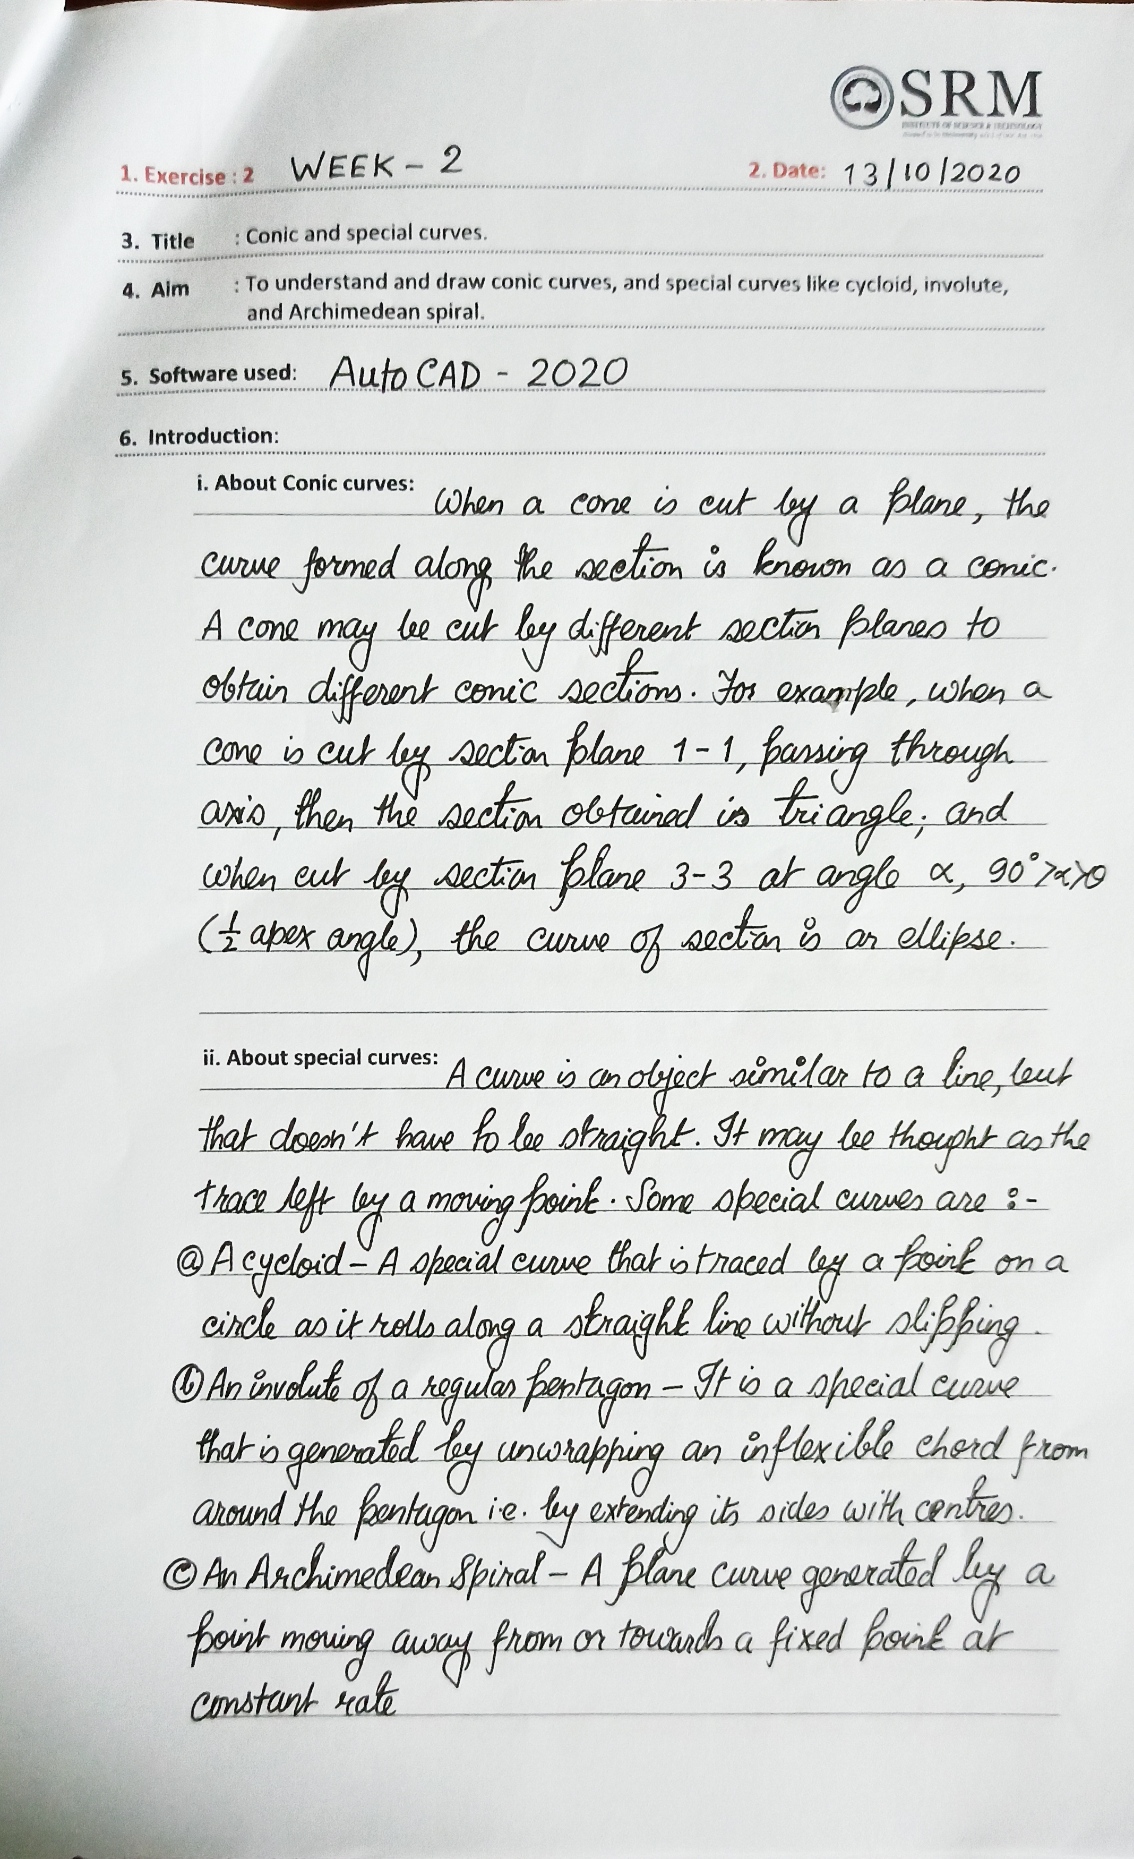 SRM
INSTITUTE OF SCIENCE & TECHNOLOGY
1. Exercise : 2 WEEK - 2 2. Date: 13/10/2020
3. Title : Conic and special curves.
4. Aim : To understand and draw conic curves, and special curves like cycloid, involute,
and Archimedean spiral.
5. Software used: AutoCAD - 2020
6. Introduction:
i. About Conic curves: When a cone is cut by a plane, the
curve formed along the section is known as a conic.
A cone may be cut by different section planes to
obtain different conic sections. For example, when a
cone is cut by section plane 1-1, passing through
axis, then the section obtained is triangle; and
when cut by section plane 3-3 at angle α, 90°>α>θ
(½ apex angle), the curve of section is an ellipse.
ii. About special curves: A curve is an object similar to a line, but
that doesn't have to be straight. It may be thought as the
trace left by a moving point. Some special curves are :-
ⓐ A cycloid - A special curve that is traced by a point on a
circle as it rolls along a straight line without slipping.
ⓑ An involute of a regular pentagon - It is a special curve
that is generated by unwrapping an inflexible chord from
around the pentagon i.e. by extending its sides with centres.
ⓒ An Archimedean Spiral - A plane curve generated by a
point moving away from or towards a fixed point at
constant rate